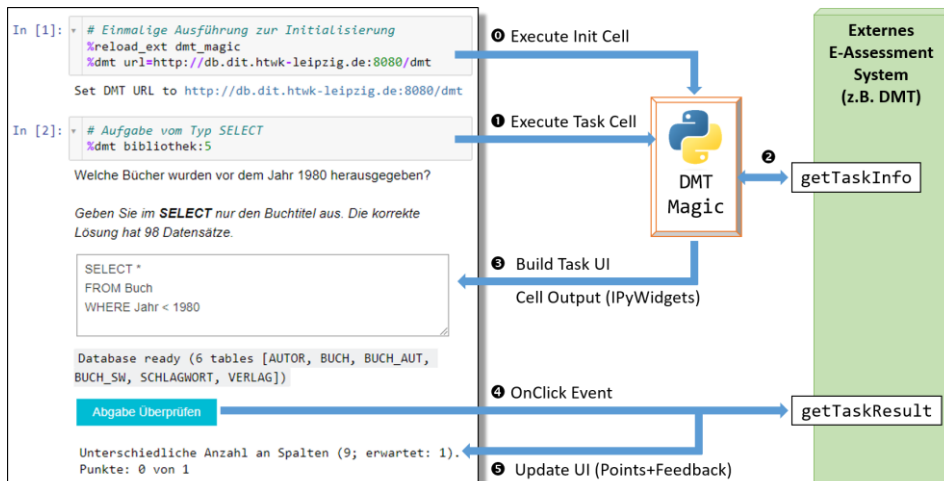 In [1]:
# Einmalige Ausführung zur Initialisierung
%reload_ext dmt_magic
%dmt url=http://db.dit.htwk-leipzig.de:8080/dmt
Set DMT URL to http://db.dit.htwk-leipzig.de:8080/dmt
In [2]:
# Aufgabe vom Typ SELECT
%dmt bibliothek:5
Welche Bücher wurden vor dem Jahr 1980 herausgegeben?
Geben Sie im SELECT nur den Buchtitel aus. Die korrekte
Lösung hat 98 Datensätze.
SELECT *
FROM Buch
WHERE Jahr < 1980
Database ready (6 tables [AUTOR, BUCH, BUCH_AUT,
BUCH_SW, SCHLAGWORT, VERLAG])
Abgabe Überprüfen
Unterschiedliche Anzahl an Spalten (9; erwartet: 1).
Punkte: 0 von 1
⓿ Execute Init Cell
❶ Execute Task Cell
DMT
Magic
❷
❸ Build Task UI
Cell Output (IPyWidgets)
❹ OnClick Event
❺ Update UI (Points+Feedback)
Externes
E-Assessment
System
(z.B. DMT)
getTaskInfo
getTaskResult